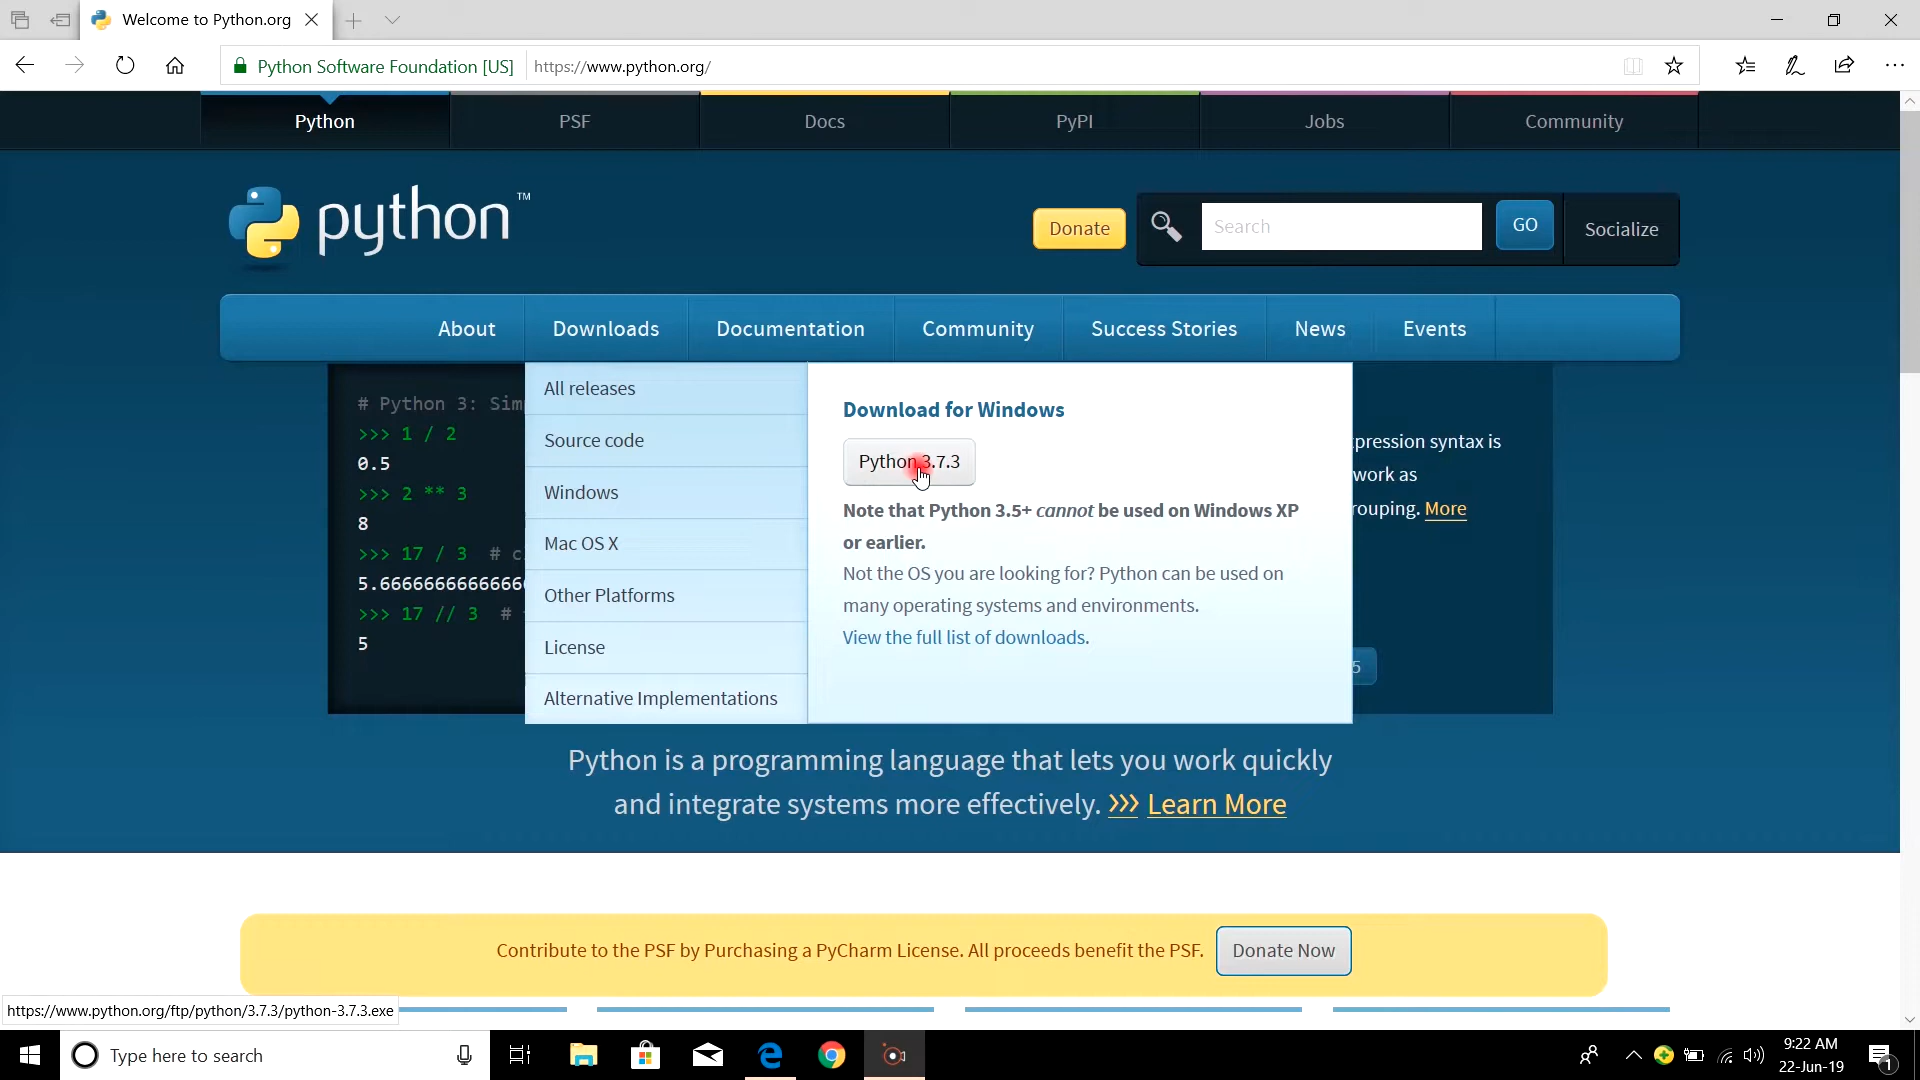 Welcome to Python.org
Python Software Foundation [US]
https://www.python.org/
Python
PSF
Docs
PyPI
Jobs
Community
python™
Donate
Search
GO
Socialize
About
Downloads
Documentation
Community
Success Stories
News
Events
# Python 3: Sim
>>> 1 / 2
0.5
>>> 2 ** 3
8
>>> 17 / 3 # c
5.666666666666666
>>> 17 // 3 #
5
All releases
Source code
Windows
Mac OS X
Other Platforms
License
Alternative Implementations
Download for Windows
Python 3.7.3
Note that Python 3.5+ cannot be used on Windows XP
or earlier.
Not the OS you are looking for? Python can be used on
many operating systems and environments.
View the full list of downloads.
pression syntax is
work as
rouping. More
5
Python is a programming language that lets you work quickly
and integrate systems more effectively. >>> Learn More
Contribute to the PSF by Purchasing a PyCharm License. All proceeds benefit the PSF.
Donate Now
https://www.python.org/ftp/python/3.7.3/python-3.7.3.exe
Type here to search
9:22 AM
22-Jun-19
1